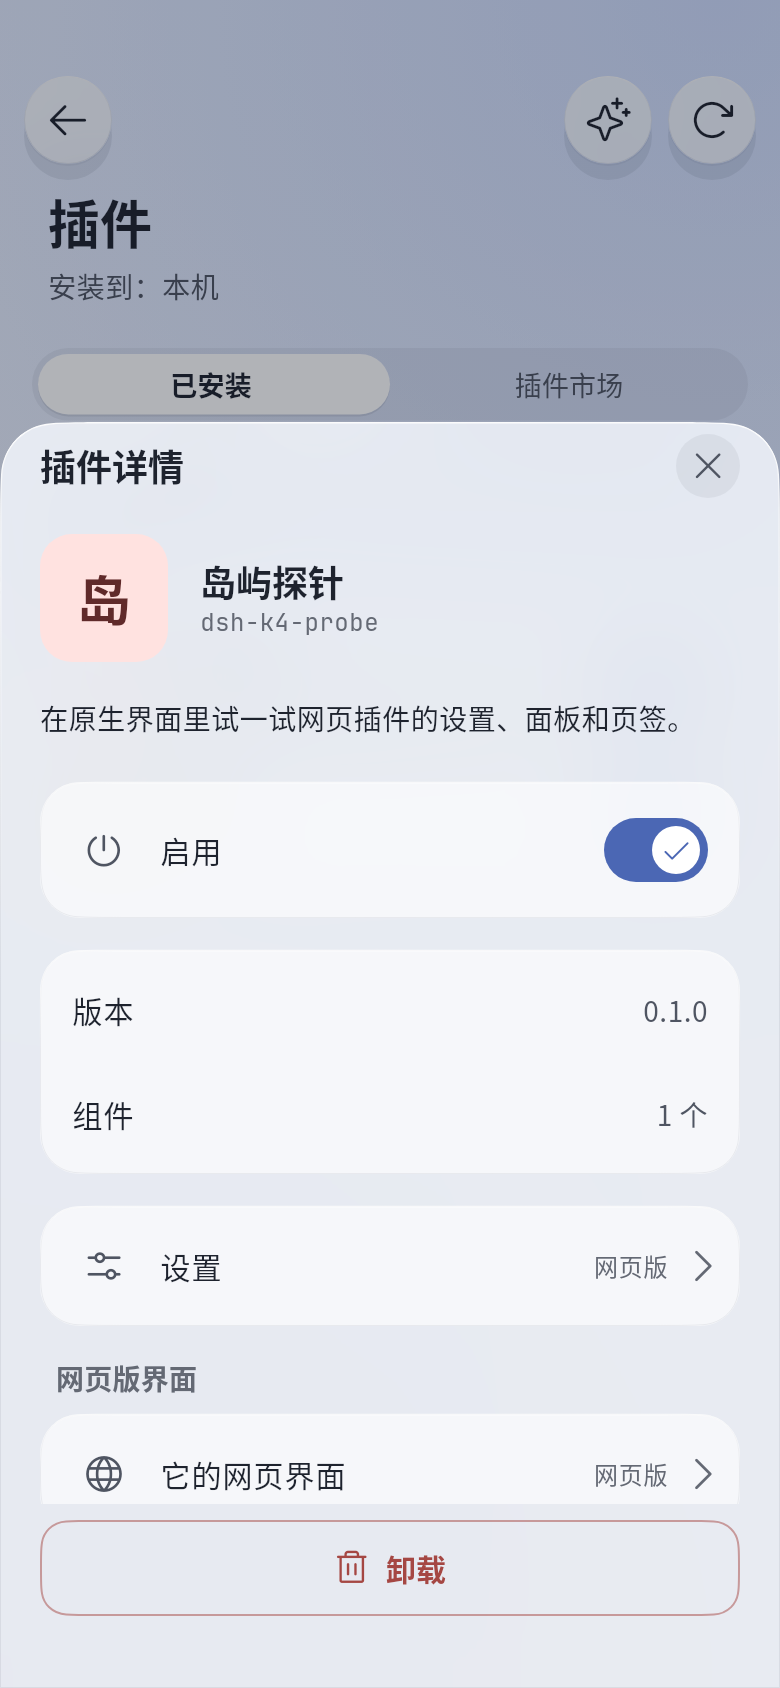 插件
安装到：本机
已安装
插件市场
插件详情
岛
岛屿探针
dsh-k4-probe
在原生界面里试一试网页插件的设置、面板和页签。
启用
版本
0.1.0
组件
1 个
设置
网页版
网页版界面
它的网页界面
网页版
卸载